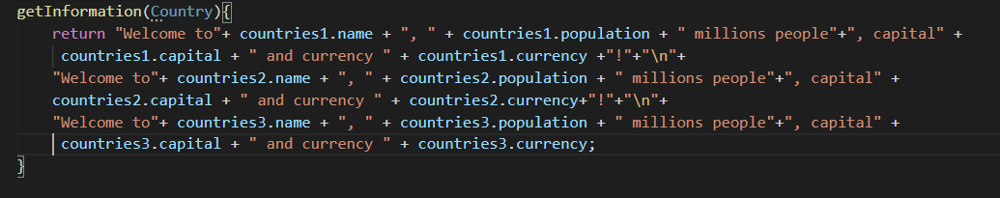 getInformation(Country){
return "Welcome to"+ countries1.name + ", " + countries1.population + " millions people"+", capital" +
countries1.capital + " and currency " + countries1.currency +"!"+"\n"+
"Welcome to"+ countries2.name + ", " + countries2.population + " millions people"+", capital" +
countries2.capital + " and currency " + countries2.currency+"!"+"\n"+
"Welcome to"+ countries3.name + ", " + countries3.population + " millions people"+", capital" +
countries3.capital + " and currency " + countries3.currency;
}